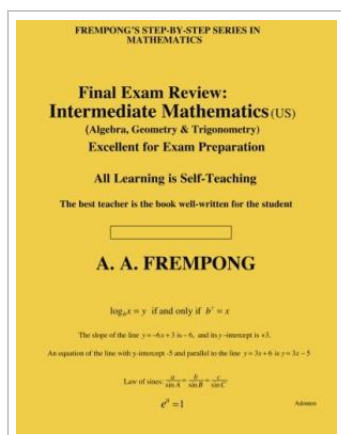 FREMPONG'S STEP-BY-STEP SERIES IN
MATHEMATICS
Final Exam Review:
Intermediate Mathematics (US)
(Algebra, Geometry & Trigonometry)
Excellent for Exam Preparation
All Learning is Self-Teaching
The best teacher is the book well-written for the student
A. A. FREMPONG
log_b x = y if and only if b^y = x
The slope of the line y = −6x + 3 is − 6, and its y -intercept is +3.
An equation of the line with y-intercept -5 and parallel to the line y = 3x + 6 is y = 3x − 5
Law of sines: a/sin A = b/sin B = c/sin C
e^0 = 1